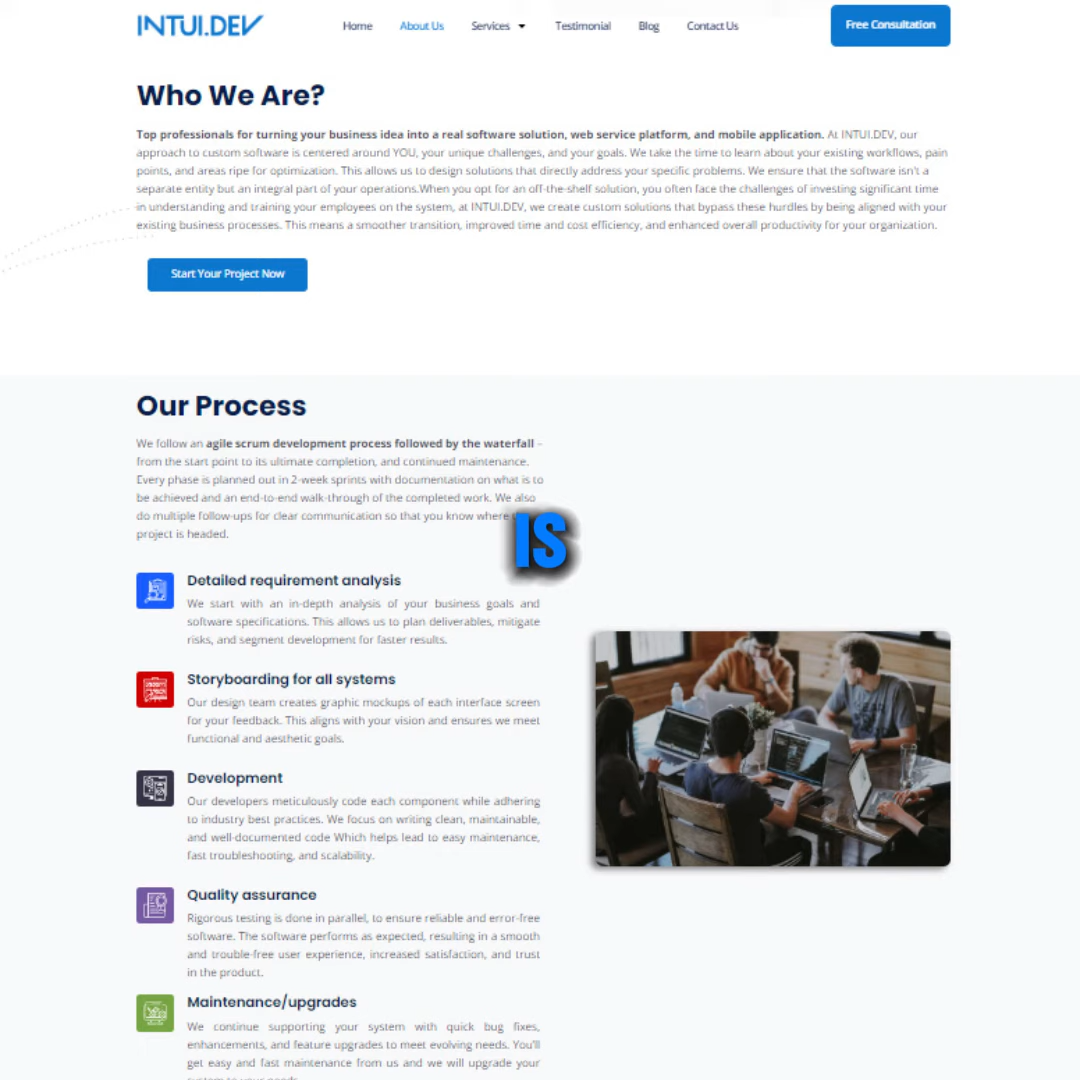 INTUI.DEV
Home About Us Services Testimonial Blog Contact Us Free Consultation
Who We Are?
Top professionals for turning your business idea into a real software solution, web service platform, and mobile application. At INTUI.DEV, our
approach to custom software is centered around YOU, your unique challenges, and your goals. We take the time to learn about your existing workflows, pain
points, and areas ripe for optimization. This allows us to design solutions that directly address your specific problems. We ensure that the software isn't a
separate entity but an integral part of your operations.When you opt for an off-the-shelf solution, you often face the challenges of investing significant time
in understanding and training your employees on the system, at INTUI.DEV, we create custom solutions that bypass these hurdles by being aligned with your
existing business processes. This means a smoother transition, improved time and cost efficiency, and enhanced overall productivity for your organization.
Start Your Project Now
Our Process
We follow an agile scrum development process followed by the waterfall –
from the start point to its ultimate completion, and continued maintenance.
Every phase is planned out in 2-week sprints with documentation on what is to
be achieved and an end-to-end walk-through of the completed work. We also
do multiple follow-ups for clear communication so that you know where
project is headed.
IS
Detailed requirement analysis
We start with an in-depth analysis of your business goals and
software specifications. This allows us to plan deliverables, mitigate
risks, and segment development for faster results.
Storyboarding for all systems
Our design team creates graphic mockups of each interface screen
for your feedback. This aligns with your vision and ensures we meet
functional and aesthetic goals.
Development
Our developers meticulously code each component while adhering
to industry best practices. We focus on writing clean, maintainable,
and well-documented code Which helps lead to easy maintenance,
fast troubleshooting, and scalability.
Quality assurance
Rigorous testing is done in parallel, to ensure reliable and error-free
software. The software performs as expected, resulting in a smooth
and trouble-free user experience, increased satisfaction, and trust
in the product.
Maintenance/upgrades
We continue supporting your system with quick bug fixes,
enhancements, and feature upgrades to meet evolving needs. You'll
get easy and fast maintenance from us and we will upgrade your